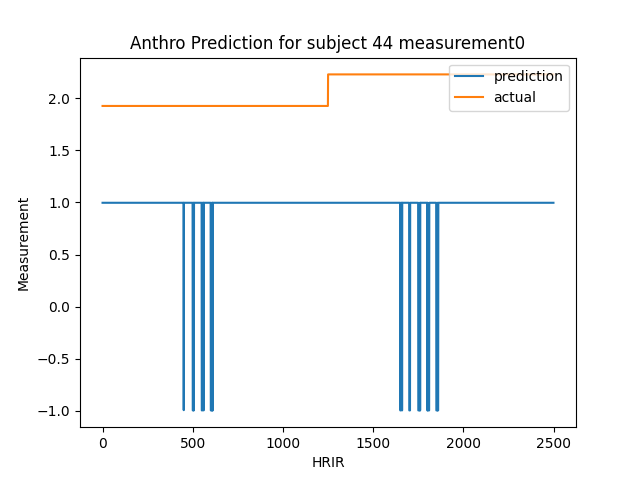 Anthro Prediction for subject 44 measurement0
prediction
actual
Measurement
2.0
1.5
1.0
0.5
0.0
−0.5
−1.0
0 500 1000 1500 2000 2500
HRIR